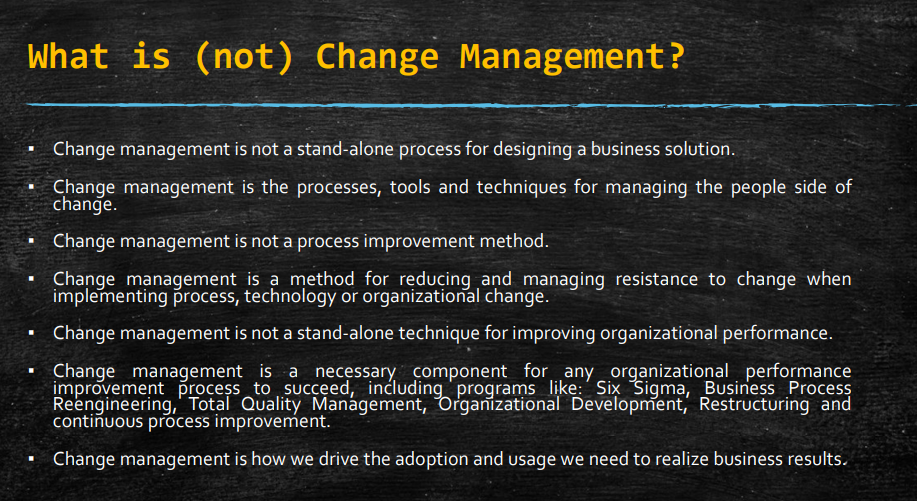 What is (not) Change Management?
▪ Change management is not a stand-alone process for designing a business solution.
▪ Change management is the processes, tools and techniques for managing the people side of
change.
▪ Change management is not a process improvement method.
▪ Change management is a method for reducing and managing resistance to change when
implementing process, technology or organizational change.
▪ Change management is not a stand-alone technique for improving organizational performance.
▪ Change management is a necessary component for any organizational performance
improvement process to succeed, including programs like: Six Sigma, Business Process
Reengineering, Total Quality Management, Organizational Development, Restructuring and
continuous process improvement.
▪ Change management is how we drive the adoption and usage we need to realize business results.